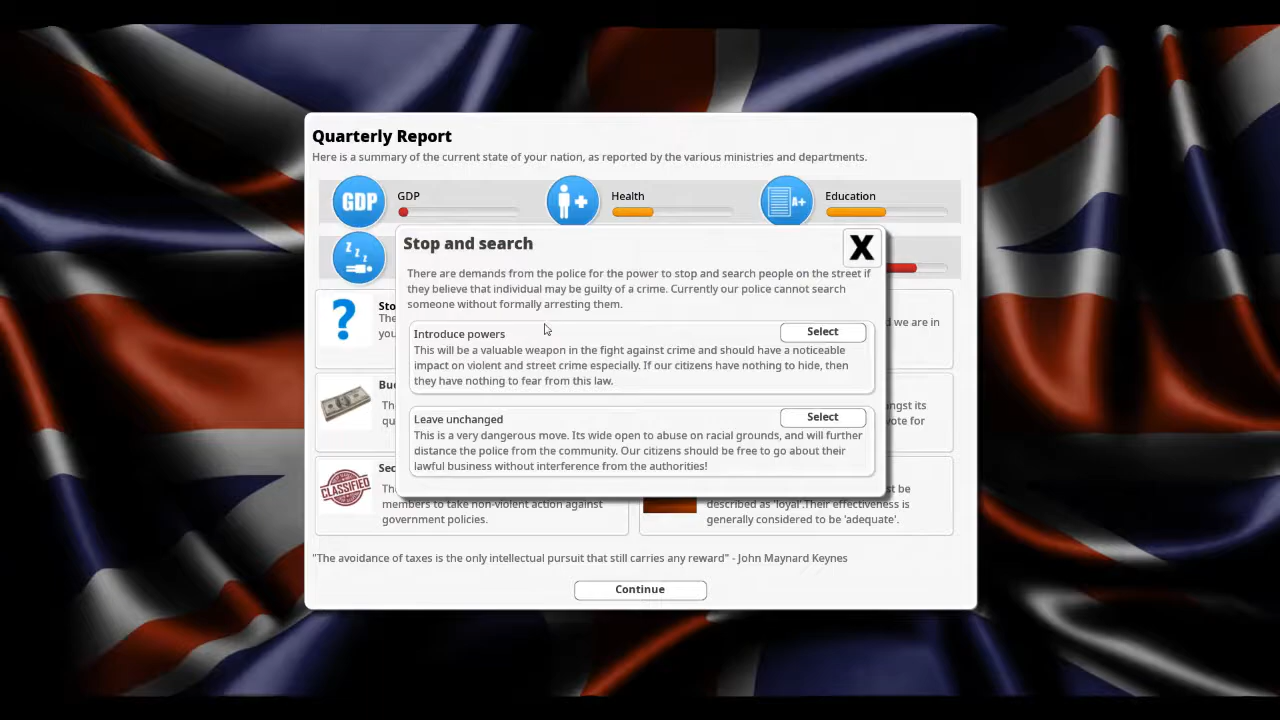 Quarterly Report
Here is a summary of the current state of your nation, as reported by the various ministries and departments.
GDP
GDP
Health
A+
Education
Z Z Z
Stop and search
X
There are demands from the police for the power to stop and search people on the street if
they believe that individual may be guilty of a crime. Currently our police cannot search
someone without formally arresting them.
Introduce powers
Select
This will be a valuable weapon in the fight against crime and should have a noticeable
impact on violent and street crime especially. If our citizens have nothing to hide, then
they have nothing to fear from this law.
Leave unchanged
Select
This is a very dangerous move. Its wide open to abuse on racial grounds, and will further
distance the police from the community. Our citizens should be free to go about their
lawful business without interference from the authorities!
?
we are in
vote for
CLASSIFIED
members to take non-violent action against
government policies.
be
described as 'loyal'.Their effectiveness is
generally considered to be 'adequate'.
"The avoidance of taxes is the only intellectual pursuit that still carries any reward" - John Maynard Keynes
Continue